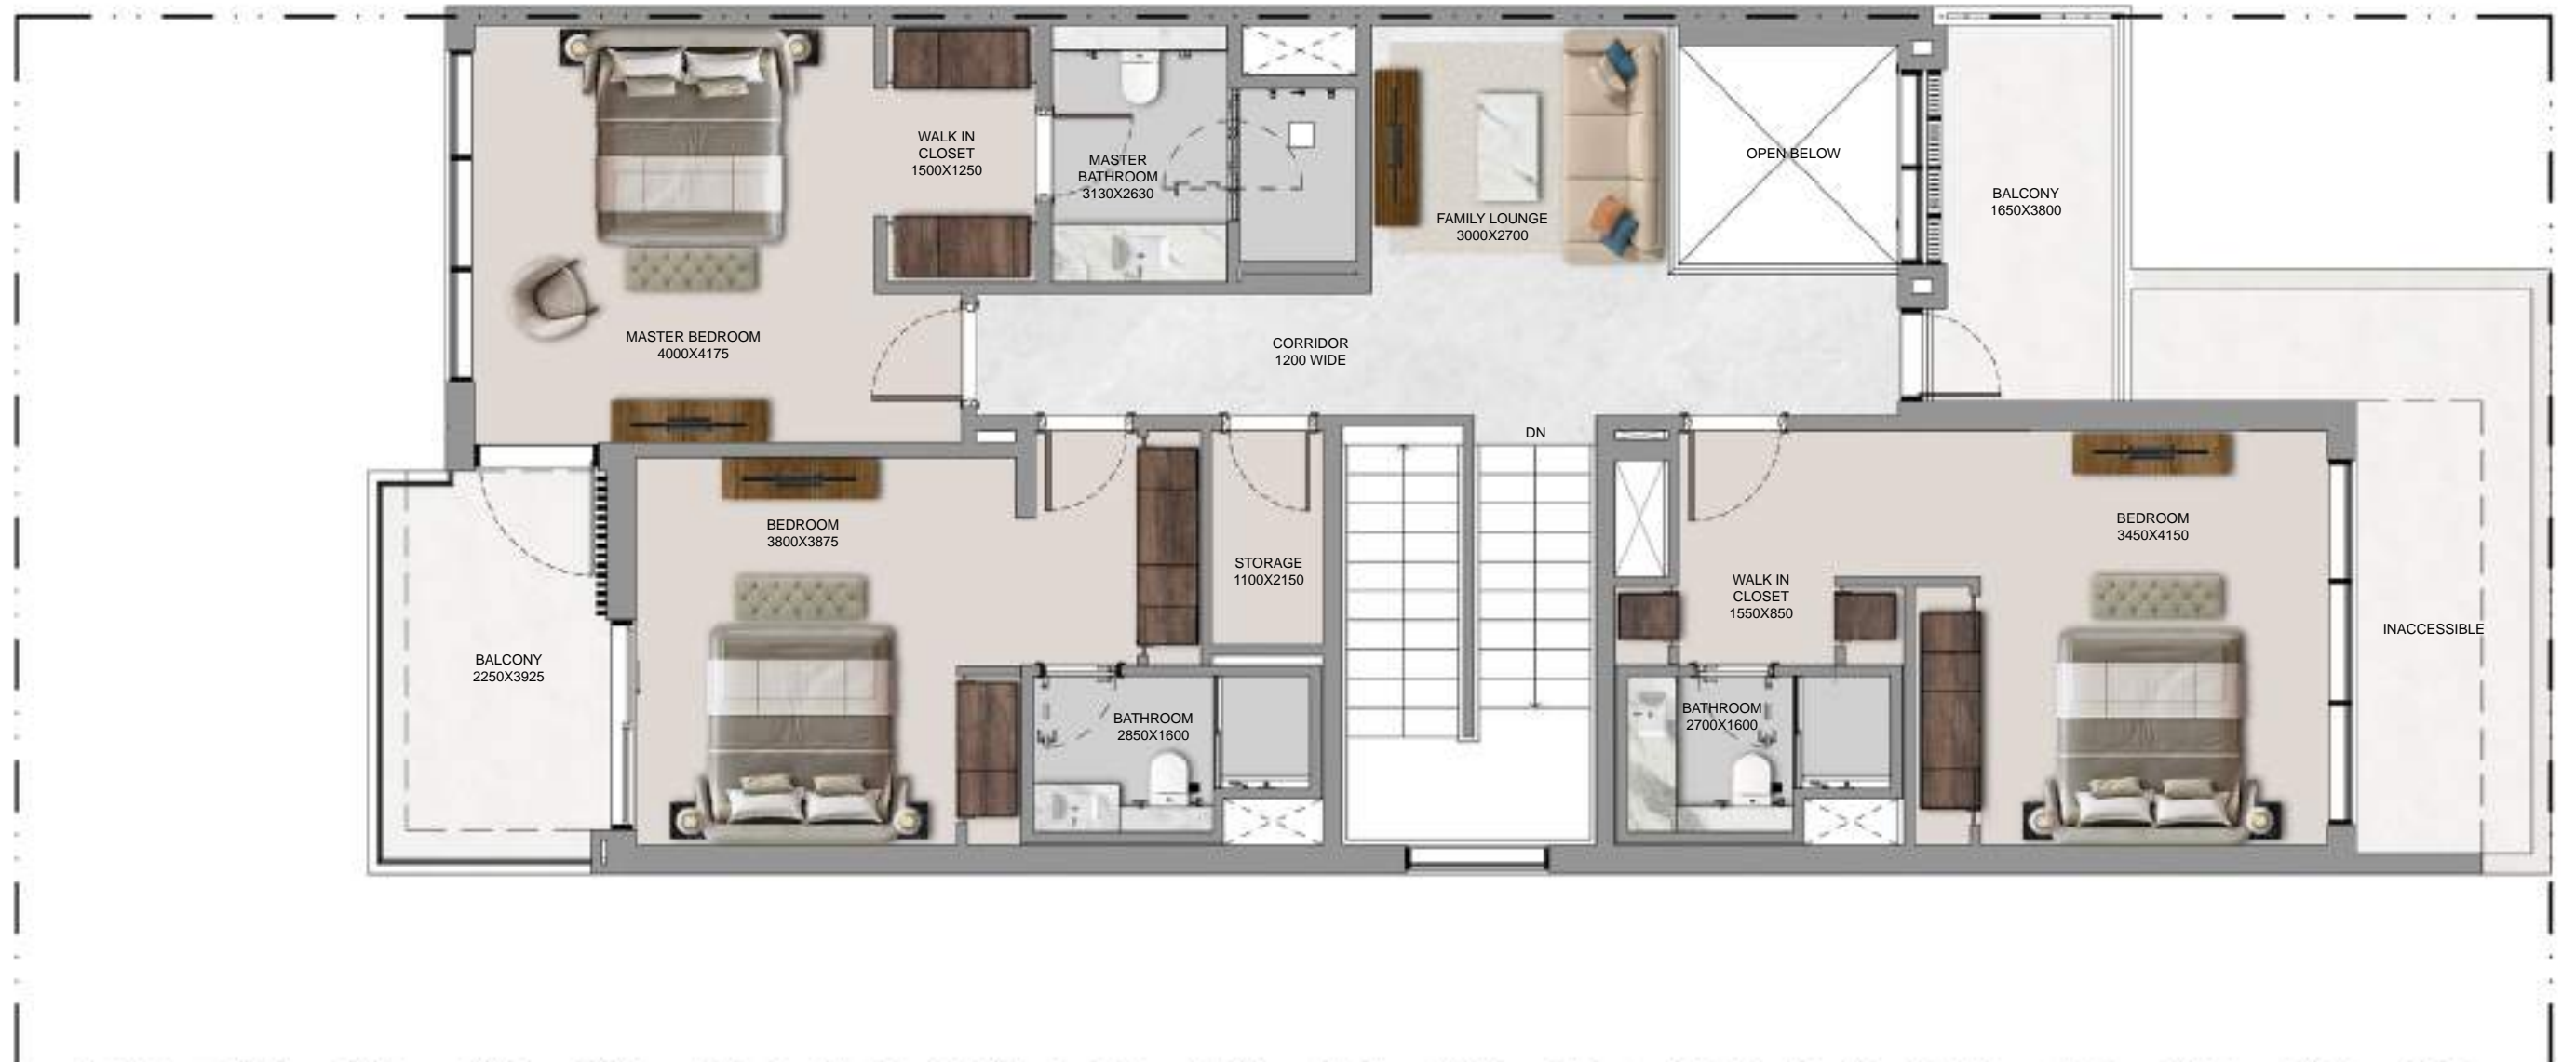 WALK IN
CLOSET
1500X1250
MASTER
BATHROOM
3130X2630
OPEN BELOW
BALCONY
1650X3800
FAMILY LOUNGE
3000X2700
MASTER BEDROOM
4000X4175
CORRIDOR
1200 WIDE
DN
BEDROOM
3800X3875
BEDROOM
3450X4150
STORAGE
1100X2150
WALK IN
CLOSET
1550X850
INACCESSIBLE
BALCONY
2250X3925
BATHROOM
2850X1600
BATHROOM
2700X1600